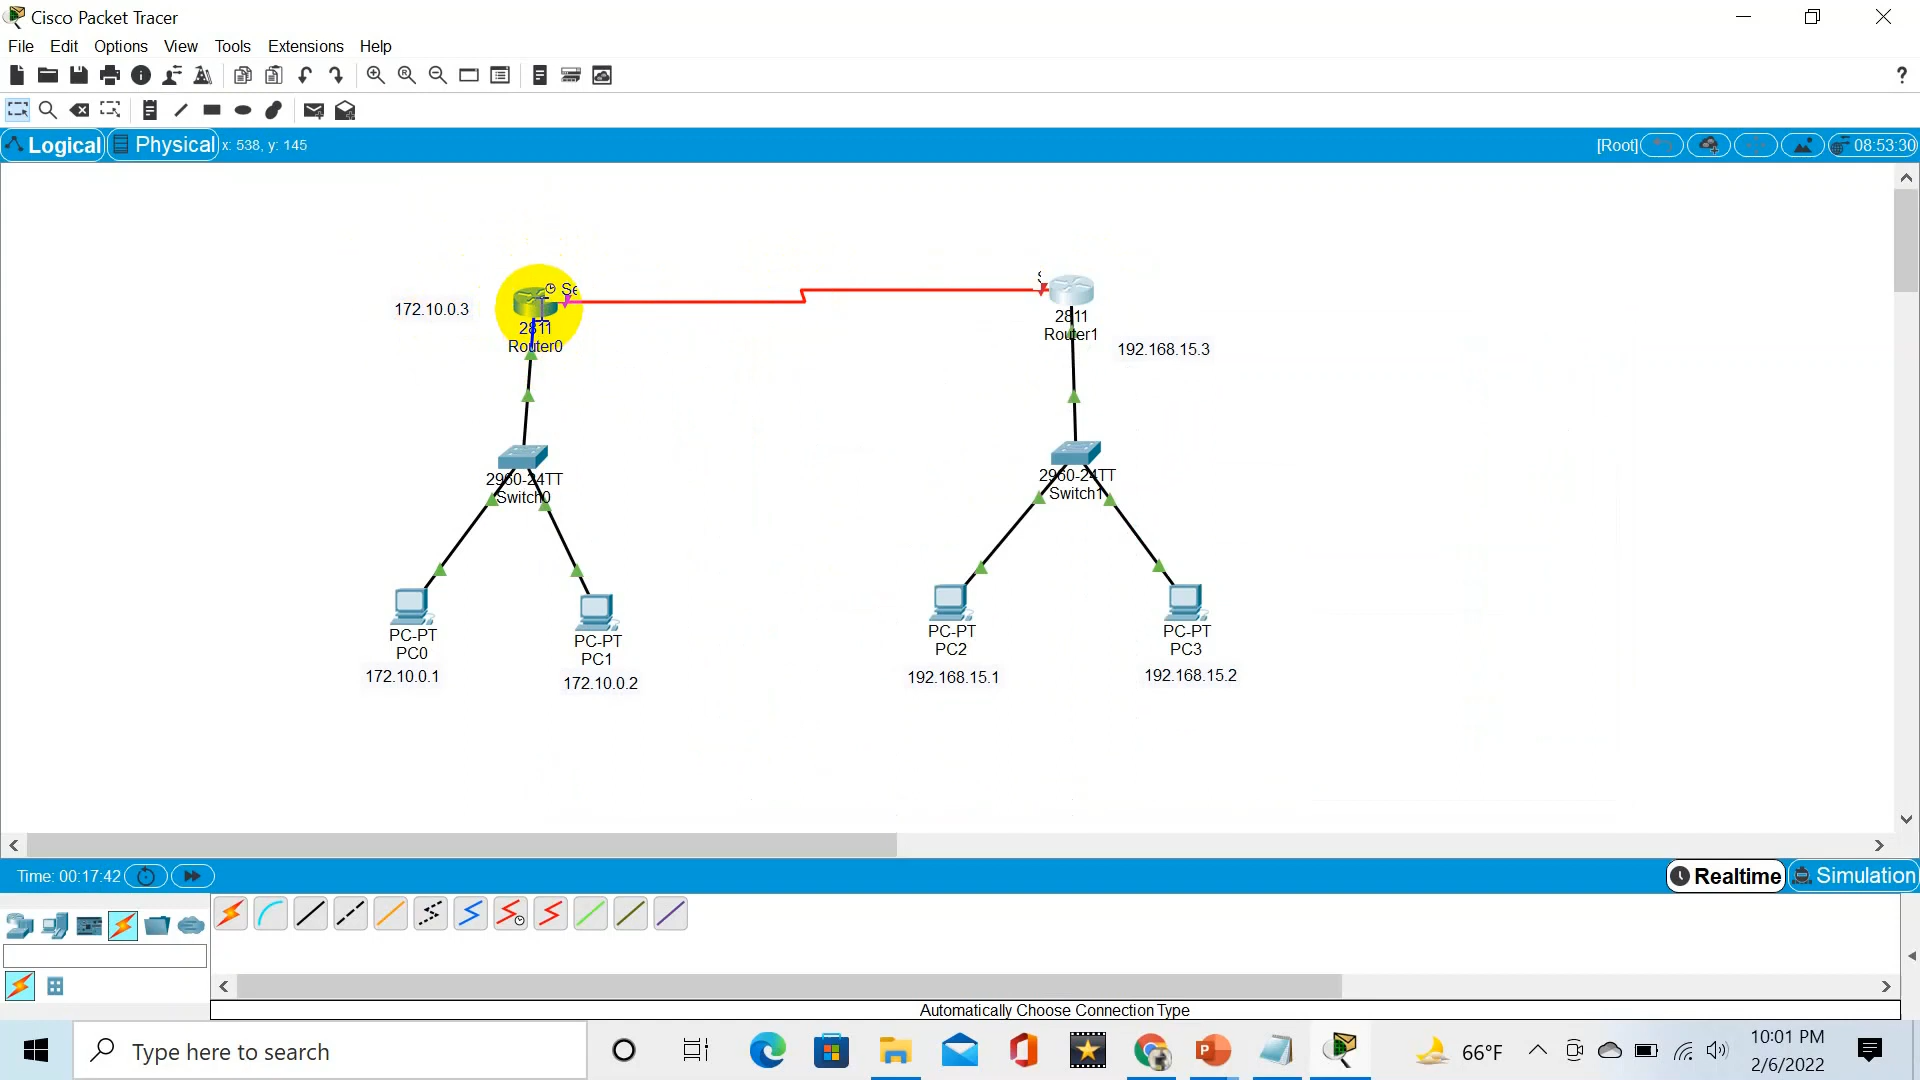 Cisco Packet Tracer
File Edit Options View Tools Extensions Help
?
Logical Physical x: 538, y: 145 [Root] 08:53:30
Se
172.10.0.3
2811
Router0
2811
Router1
192.168.15.3
2960-24TT
Switch0
2960-24TT
Switch1
PC-PT
PC0
172.10.0.1
PC-PT
PC1
172.10.0.2
PC-PT
PC2
192.168.15.1
PC-PT
PC3
192.168.15.2
Time: 00:17:42 Realtime Simulation
Automatically Choose Connection Type
Type here to search
66°F
10:01 PM
2/6/2022